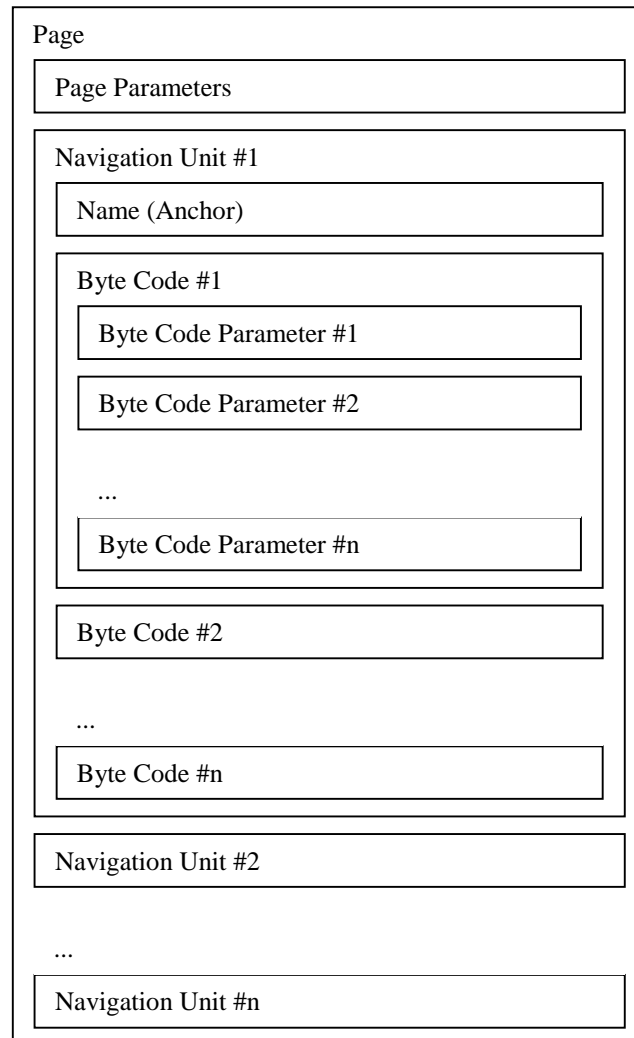 Page
Page Parameters
Navigation Unit #1
Name (Anchor)
Byte Code #1
Byte Code Parameter #1
Byte Code Parameter #2
...
Byte Code Parameter #n
Byte Code #2
...
Byte Code #n
Navigation Unit #2
...
Navigation Unit #n